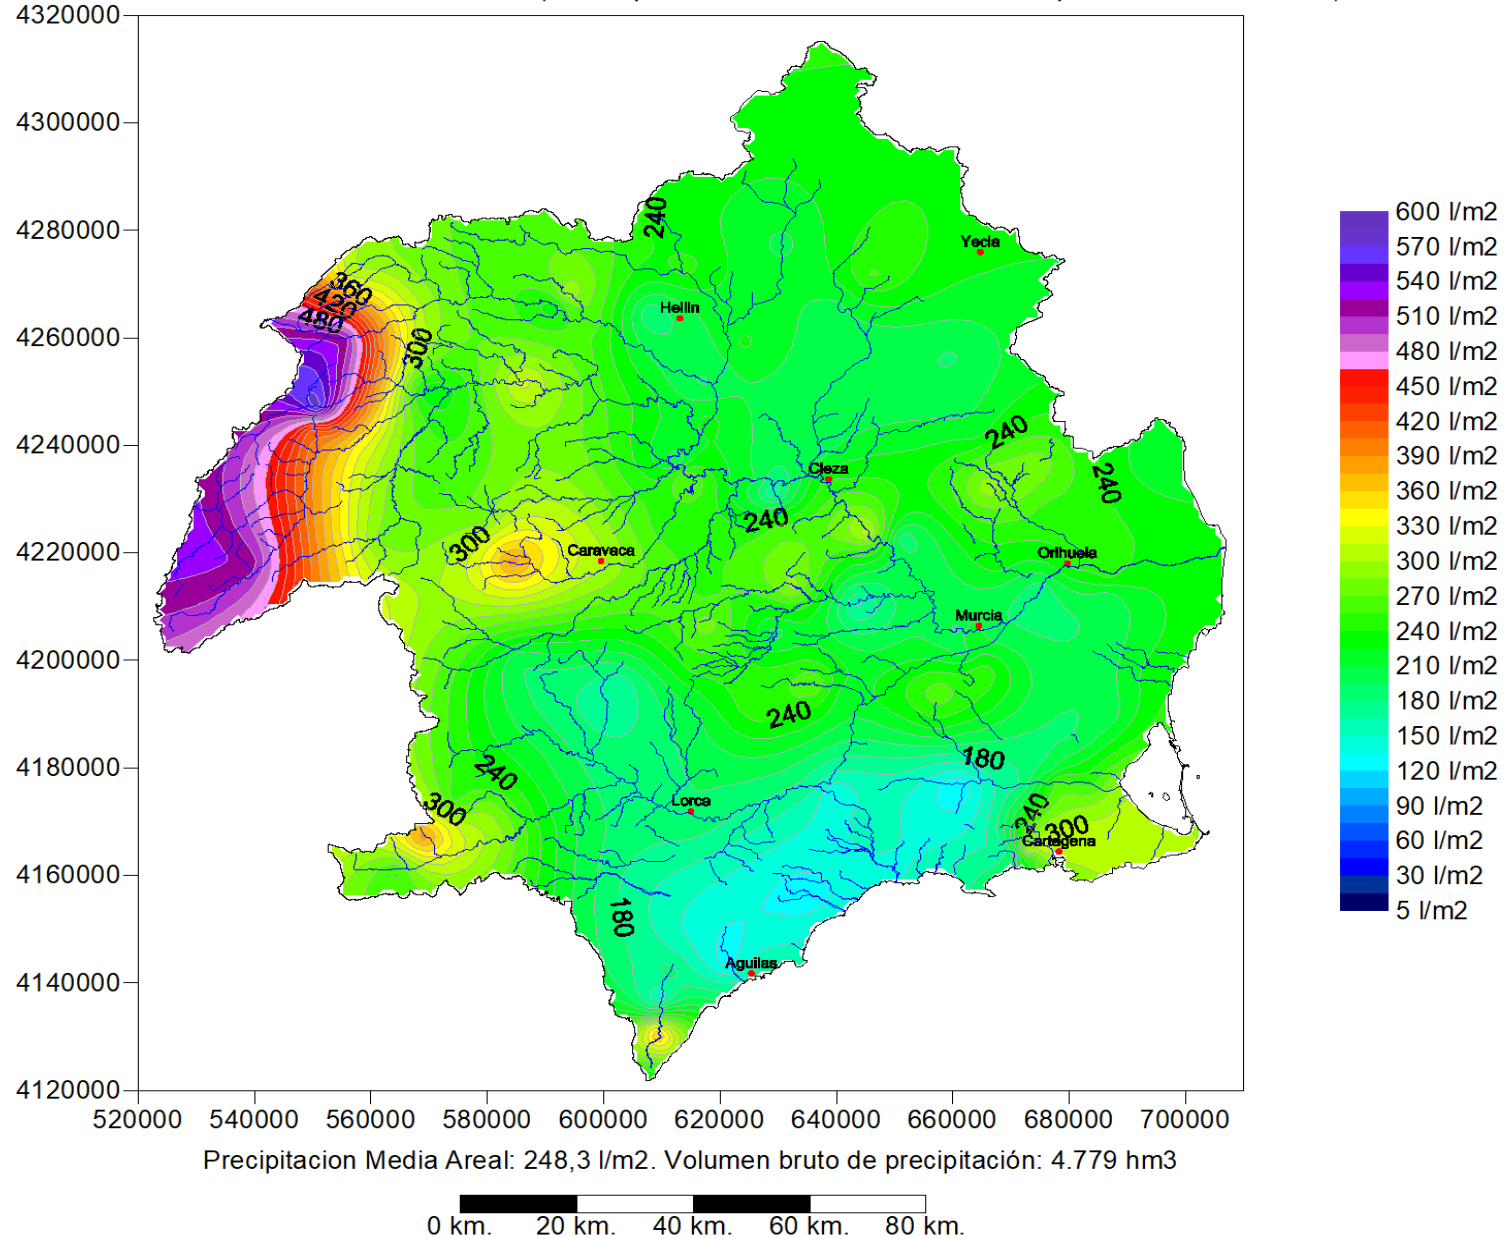 4320000
4300000
4280000
4260000
4240000
4220000
4200000
4180000
4160000
4140000
4120000
520000 540000 560000 580000 600000 620000 640000 660000 680000 700000
240
Yecla
360
420
480
Hellin
300
240
Cieza
240
240
300
Caravaca
Orihuela
Murcia
240
180
240
300
Lorca
240
300
Cartagena
180
Aguilas
600 l/m2
570 l/m2
540 l/m2
510 l/m2
480 l/m2
450 l/m2
420 l/m2
390 l/m2
360 l/m2
330 l/m2
300 l/m2
270 l/m2
240 l/m2
210 l/m2
180 l/m2
150 l/m2
120 l/m2
90 l/m2
60 l/m2
30 l/m2
5 l/m2
Precipitacion Media Areal: 248,3 l/m2. Volumen bruto de precipitación: 4.779 hm3
0 km. 20 km. 40 km. 60 km. 80 km.